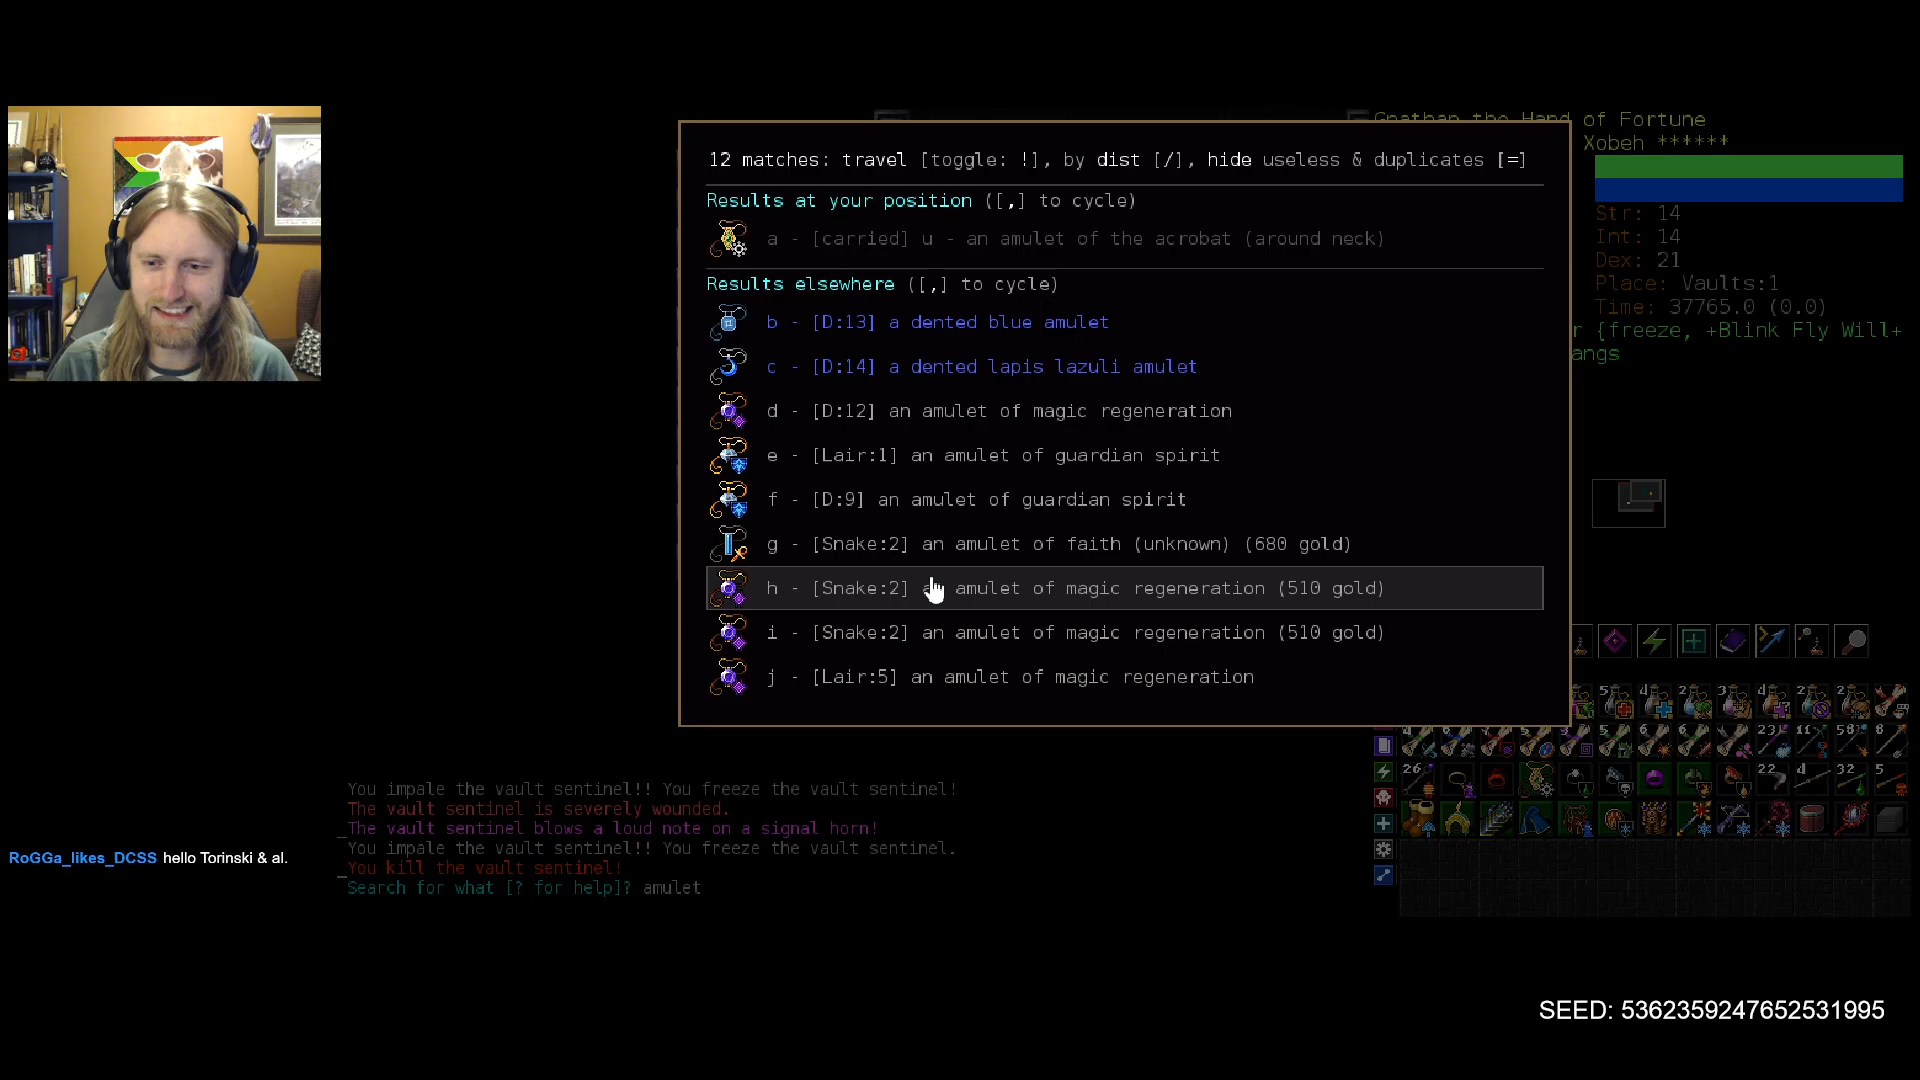 Gnathan the Hand of Fortune
Xobeh ******
12 matches: travel [toggle: !], by dist [/], hide useless & duplicates [=]
Results at your position ([,] to cycle)
a - [carried] u - an amulet of the acrobat (around neck)
Results elsewhere ([,] to cycle)
b - [D:13] a dented blue amulet
c - [D:14] a dented lapis lazuli amulet
d - [D:12] an amulet of magic regeneration
e - [Lair:1] an amulet of guardian spirit
f - [D:9] an amulet of guardian spirit
g - [Snake:2] an amulet of faith (unknown) (680 gold)
h - [Snake:2] an amulet of magic regeneration (510 gold)
i - [Snake:2] an amulet of magic regeneration (510 gold)
j - [Lair:5] an amulet of magic regeneration
Str: 14
Int: 14
Dex: 21
Place: Vaults:1
Time: 37765.0 (0.0)
r {freeze, +Blink Fly Will+
angs
You impale the vault sentinel!! You freeze the vault sentinel!
The vault sentinel is severely wounded.
_The vault sentinel blows a loud note on a signal horn!
You impale the vault sentinel!! You freeze the vault sentinel.
_You kill the vault sentinel!
Search for what [? for help]? amulet
RoGGa_likes_DCSS hello Torinski & al.
SEED: 5362359247652531995